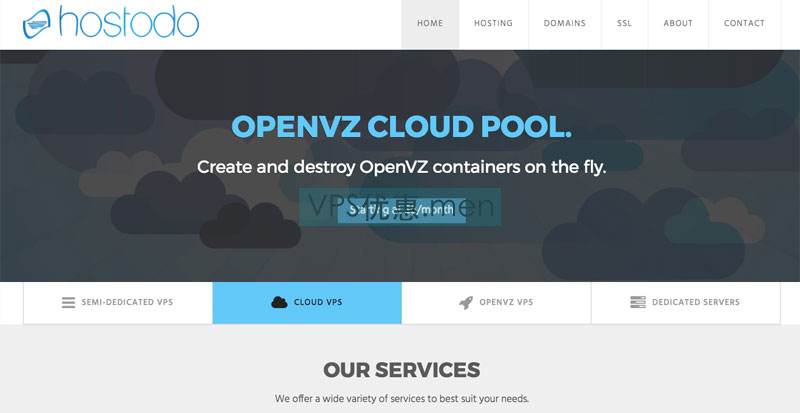 hostodo
HOME HOSTING DOMAINS SSL ABOUT CONTACT
OPENVZ CLOUD POOL.
Create and destroy OpenVZ containers on the fly.
VPS优惠.men
Starting /month
SEMI-DEDICATED VPS CLOUD VPS OPENVZ VPS DEDICATED SERVERS
OUR SERVICES
We offer a wide variety of services to best suit your needs.